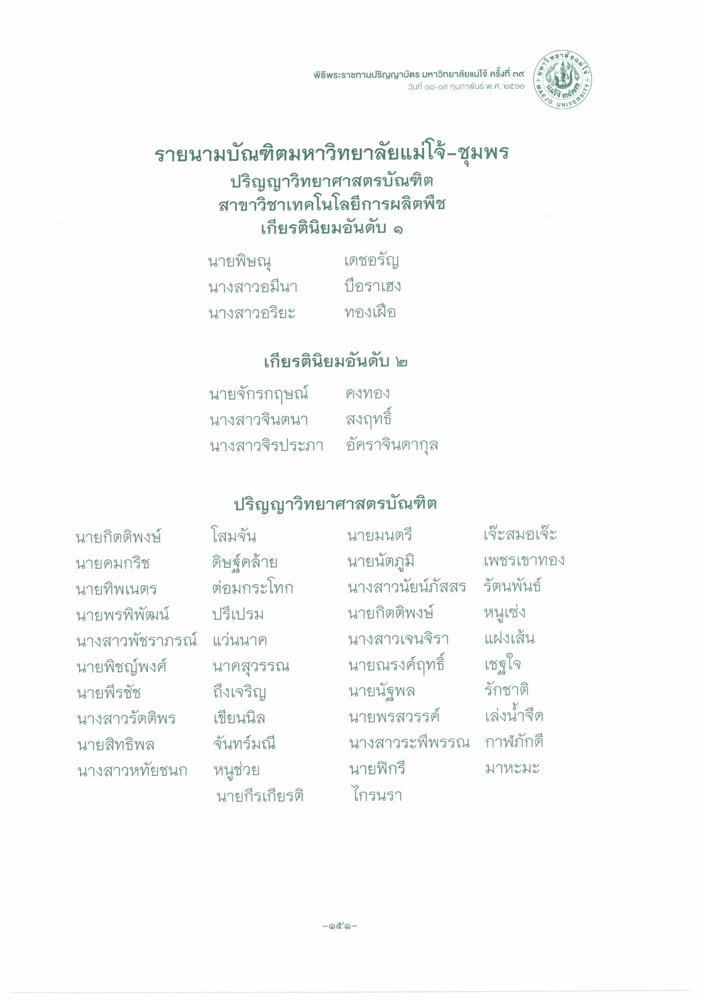 พิธีพระราชทานปริญญาบัตร มหาวิทยาลัยแม่โจ้ ครั้งที่ ๓๙
วันที่ ๑๘-๑๙ กุมภาพันธ์ พ.ศ. ๒๕๖๐
มหาวิทยาลัยแม่โจ้
แม่โจ้ ๒๔๗๗
MAEJO UNIVERSITY
รายนามบัณฑิตมหาวิทยาลัยแม่โจ้-ชุมพร
ปริญญาวิทยาศาสตรบัณฑิต
สาขาวิชาเทคโนโลยีการผลิตพืช
เกียรตินิยมอันดับ ๑
นายพิษณุ เดชอรัญ
นางสาวอมีนา บือราเฮง
นางสาวอริยะ ทองเฝือ
เกียรตินิยมอันดับ ๒
นายจักรกฤษณ์ คงทอง
นางสาวจินตนา สงฤทธิ์
นางสาวจิรประภา อัคราจินดากุล
ปริญญาวิทยาศาสตรบัณฑิต
นายกิตติพงษ์ โสมจัน นายมนตรี เจ๊ะสมอเจ๊ะ
นายคมกริช ดิษฐ์คล้าย นายนัตภูมิ เพชรเขาทอง
นายทิพเนตร ต่อมกระโทก นางสาวนัยน์ภัสสร รัตนพันธ์
นายพรพิพัฒน์ ปรีเปรม นายกิตติพงษ์ หนูเซ่ง
นางสาวพัชราภรณ์ แว่นนาค นางสาวเจนจิรา แฝงเส้น
นายพิชญ์พงศ์ นาคสุวรรณ นายณรงค์ฤทธิ์ เชฐใจ
นายพีรชัช ถึงเจริญ นายนัฐพล รักชาติ
นางสาวรัตติพร เขียนนิล นายพรสวรรค์ เล่งน้ำจืด
นายสิทธิพล จันทร์มณี นางสาวระพีพรรณ กาฬภักดี
นางสาวหทัยชนก หนูช่วย นายฟิกรี มาหะมะ
นายกีรเกียรติ ไกรนรา
-๑๕๑-